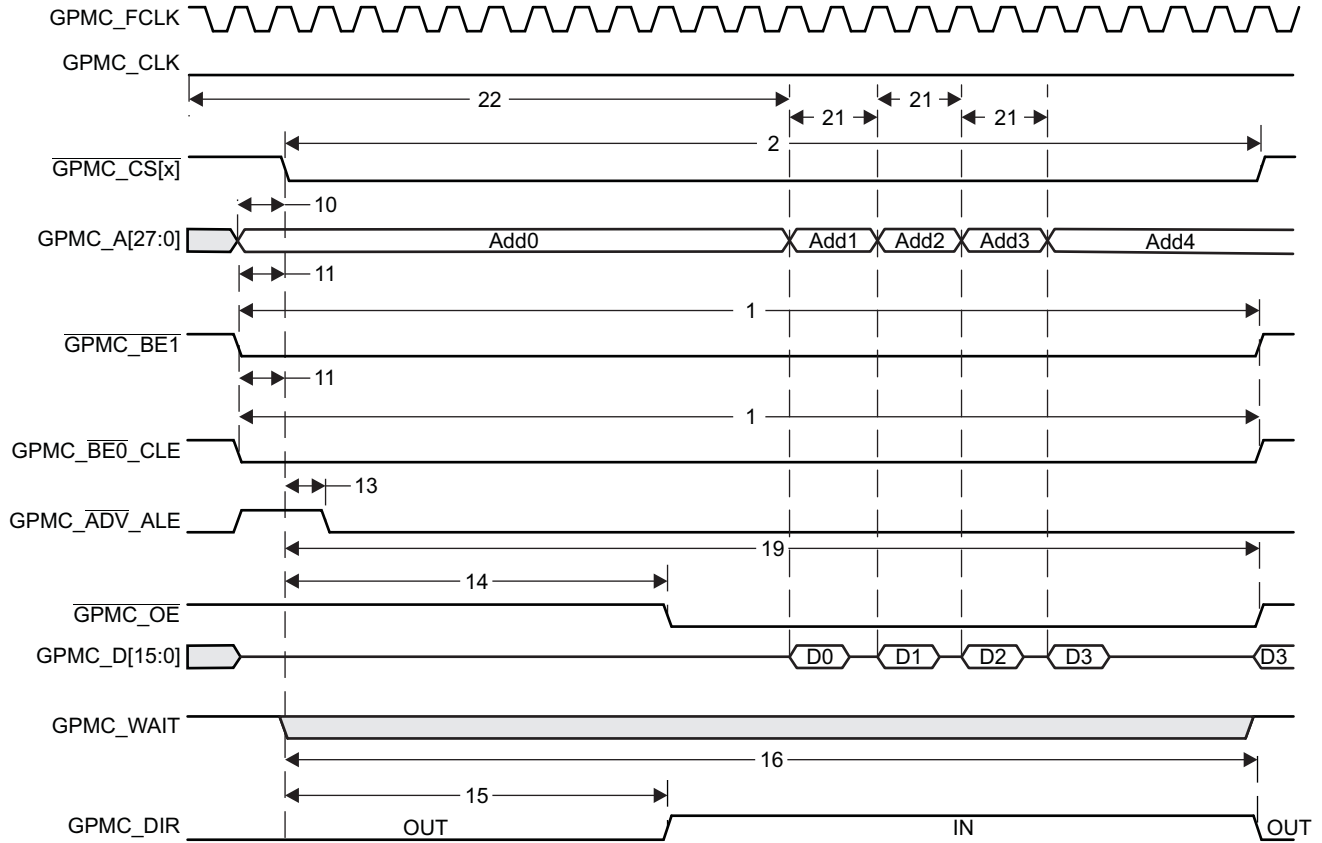 GPMC_FCLK
GPMC_CLK
22
21
21
21
2
GPMC_CS[x]
10
GPMC_A[27:0]
Add0
Add1
Add2
Add3
Add4
11
1
GPMC_BE1
11
1
GPMC_BE0_CLE
13
GPMC_ADV_ALE
19
14
GPMC_OE
GPMC_D[15:0]
D0
D1
D2
D3
D3
GPMC_WAIT
16
15
GPMC_DIR
OUT
IN
OUT